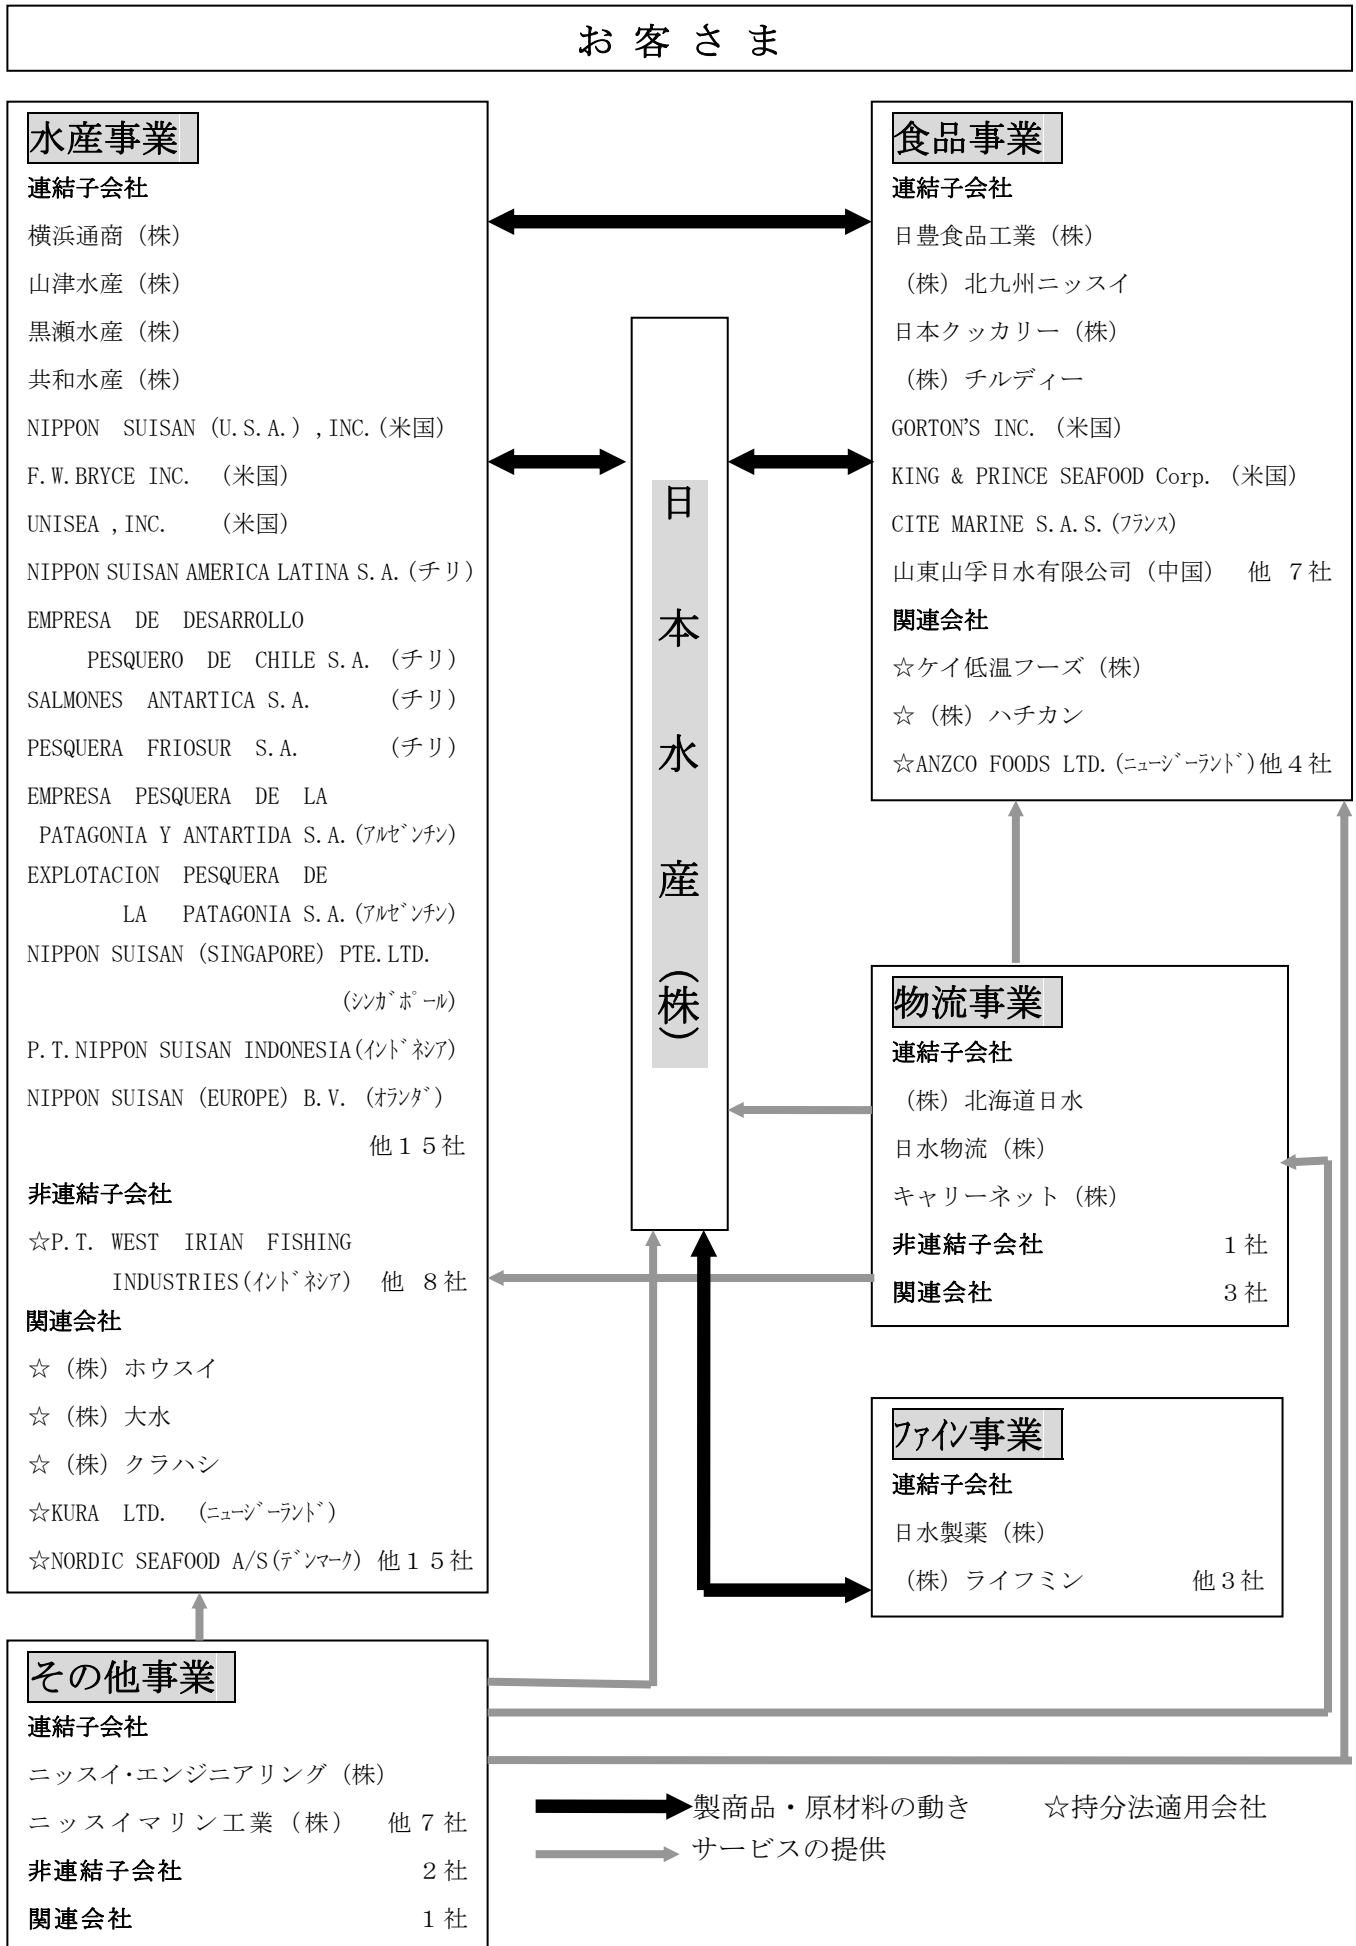 お 客 さ ま
水産事業
連結子会社
横浜通商（株）
山津水産（株）
黒瀬水産（株）
共和水産（株）
NIPPON SUISAN (U.S.A.) ,INC.(米国)
F.W.BRYCE INC. （米国）
UNISEA ,INC. （米国）
NIPPON SUISAN AMERICA LATINA S.A.(チリ)
EMPRESA DE DESARROLLO
PESQUERO DE CHILE S.A. (チリ)
SALMONES ANTARTICA S.A. (チリ)
PESQUERA FRIOSUR S.A. (チリ)
EMPRESA PESQUERA DE LA
PATAGONIA Y ANTARTIDA S.A.(ｱﾙｾﾞﾝﾁﾝ)
EXPLOTACION PESQUERA DE
LA PATAGONIA S.A.(ｱﾙｾﾞﾝﾁﾝ)
NIPPON SUISAN (SINGAPORE) PTE.LTD.
(ｼﾝｶﾞﾎﾟｰﾙ)
P.T.NIPPON SUISAN INDONESIA(ｲﾝﾄﾞﾈｼｱ)
NIPPON SUISAN (EUROPE) B.V. (ｵﾗﾝﾀﾞ)
他１５社
非連結子会社
☆P.T. WEST IRIAN FISHING
INDUSTRIES(ｲﾝﾄﾞﾈｼｱ) 他 ８社
関連会社
☆（株）ホウスイ
☆（株）大水
☆（株）クラハシ
☆KURA LTD. (ﾆｭｰｼﾞｰﾗﾝﾄﾞ)
☆NORDIC SEAFOOD A/S(ﾃﾞﾝﾏｰｸ) 他１５社
その他事業
連結子会社
ニッスイ・エンジニアリング（株）
ニッスイマリン工業（株） 他７社
非連結子会社 ２社
関連会社 １社
日本水産（株）
食品事業
連結子会社
日豊食品工業（株）
（株）北九州ニッスイ
日本クッカリー（株）
（株）チルディー
GORTON'S INC. （米国）
KING & PRINCE SEAFOOD Corp. （米国）
CITE MARINE S.A.S.(ﾌﾗﾝｽ)
山東山孚日水有限公司（中国） 他 ７社
関連会社
☆ケイ低温フーズ（株）
☆（株）ハチカン
☆ANZCO FOODS LTD.(ﾆｭｰｼﾞｰﾗﾝﾄﾞ)他４社
物流事業
連結子会社
（株）北海道日水
日水物流（株）
キャリーネット（株）
非連結子会社 １社
関連会社 ３社
ﾌｧｲﾝ事業
連結子会社
日水製薬（株）
（株）ライフミン 他３社
製商品・原材料の動き ☆持分法適用会社
サービスの提供